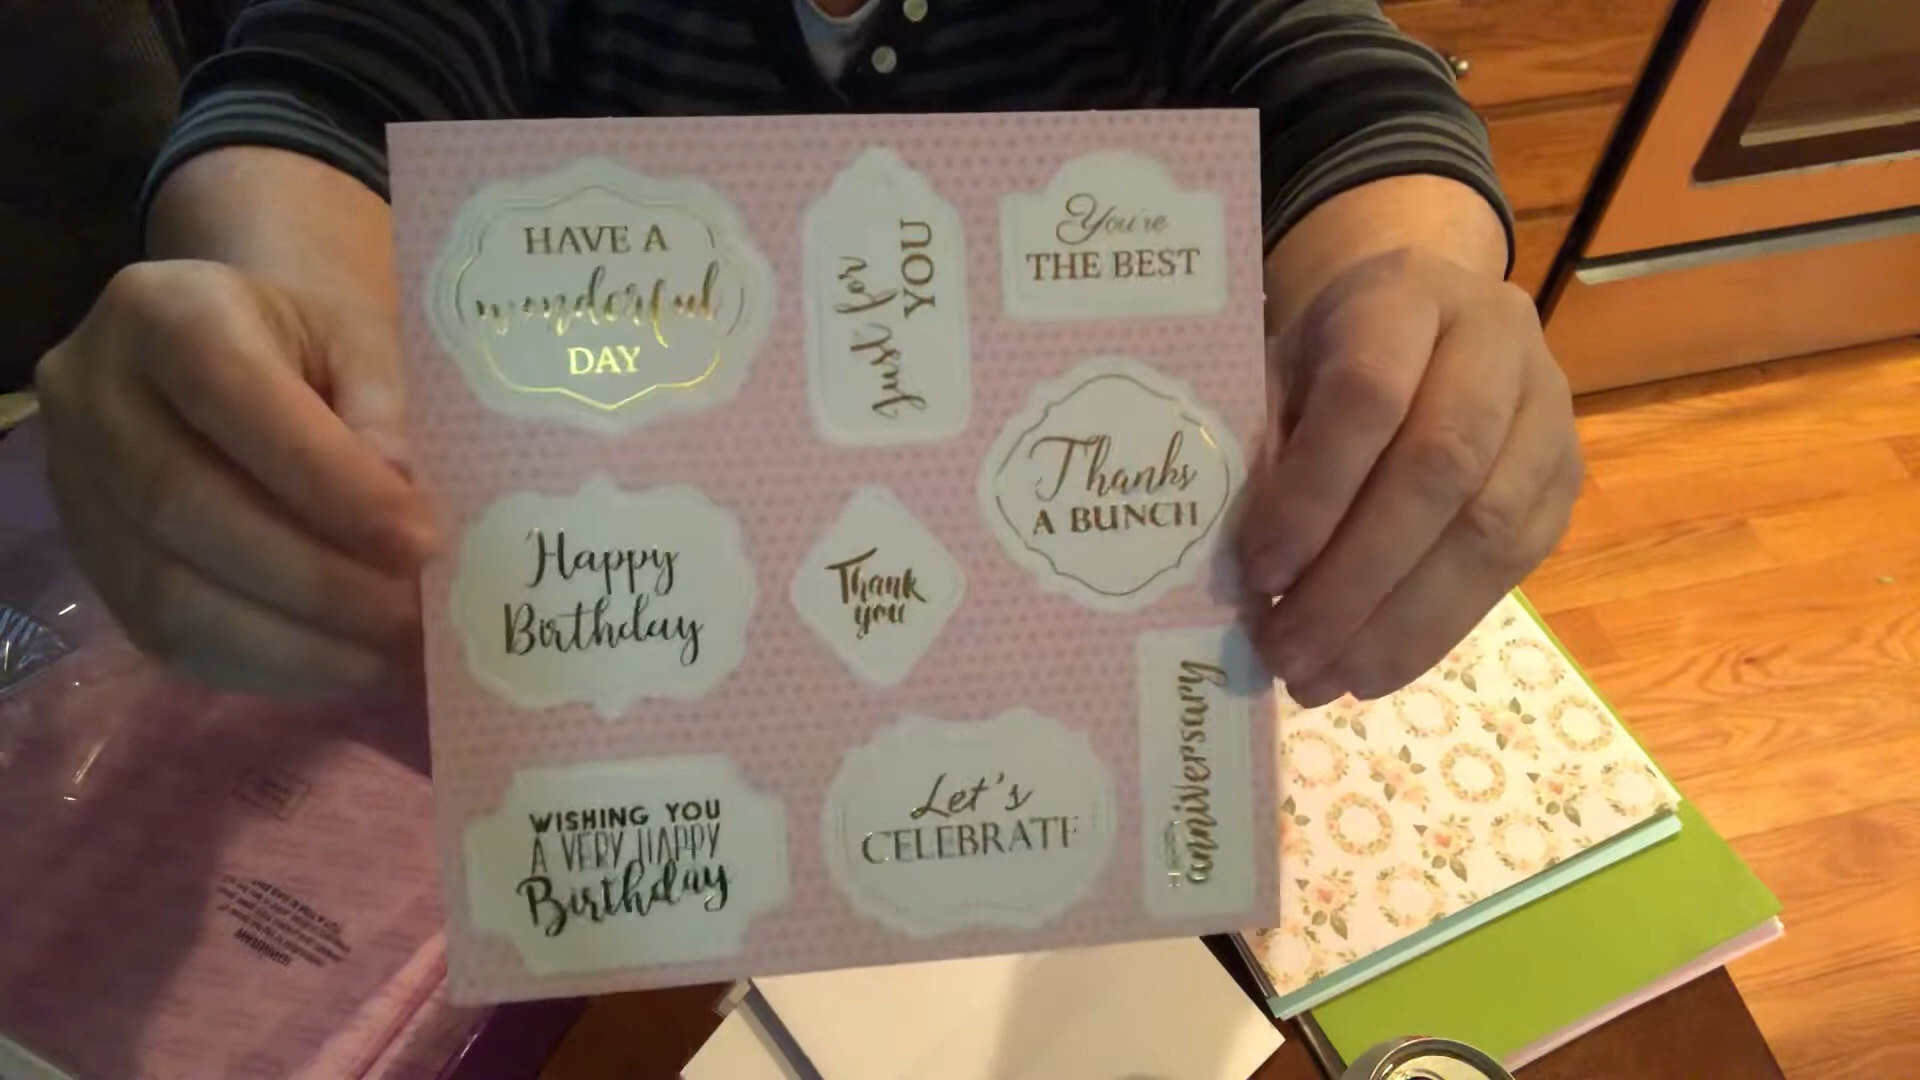 HAVE A
wonderful
DAY
Just for
YOU
You're
THE BEST
Thanks
A BUNCH
Happy
Birthday
Thank
you
WISHING YOU
A VERY HAPPY
Birthday
Let's
CELEBRATE
anniversary